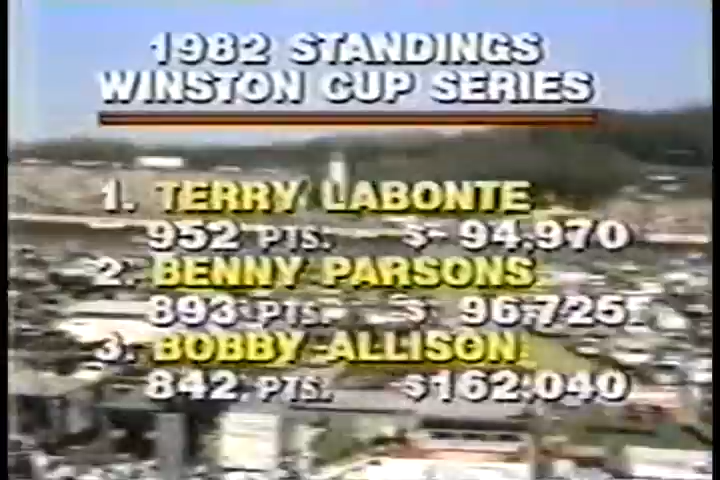 1982 STANDINGS
WINSTON CUP SERIES
1. TERRY LABONTE
952 PTS. $ 94,970
2. BENNY PARSONS
893 PTS. $ 96,725
3. BOBBY ALLISON
842 PTS. $162,040